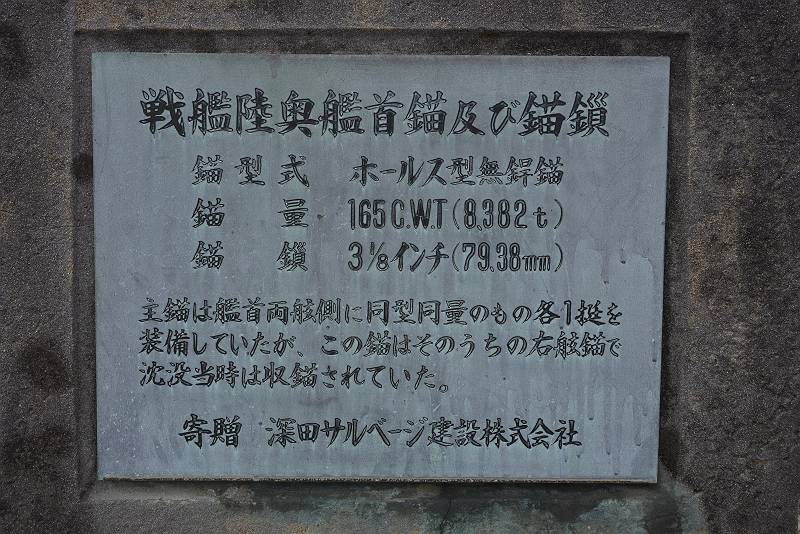 戦艦陸奥艦首錨及び錨鎖
錨型式 ホールス型無銲錨
錨量 165C.W.T(8,382t)
錨鎖 3⅛インチ(79,38mm)
主錨は艦首両舷側に同型同量のもの各1挺を
装備していたが、この錨はそのうちの右舷錨で
沈没当時は収錨されていた。
寄贈 深田サルベージ建設株式会社